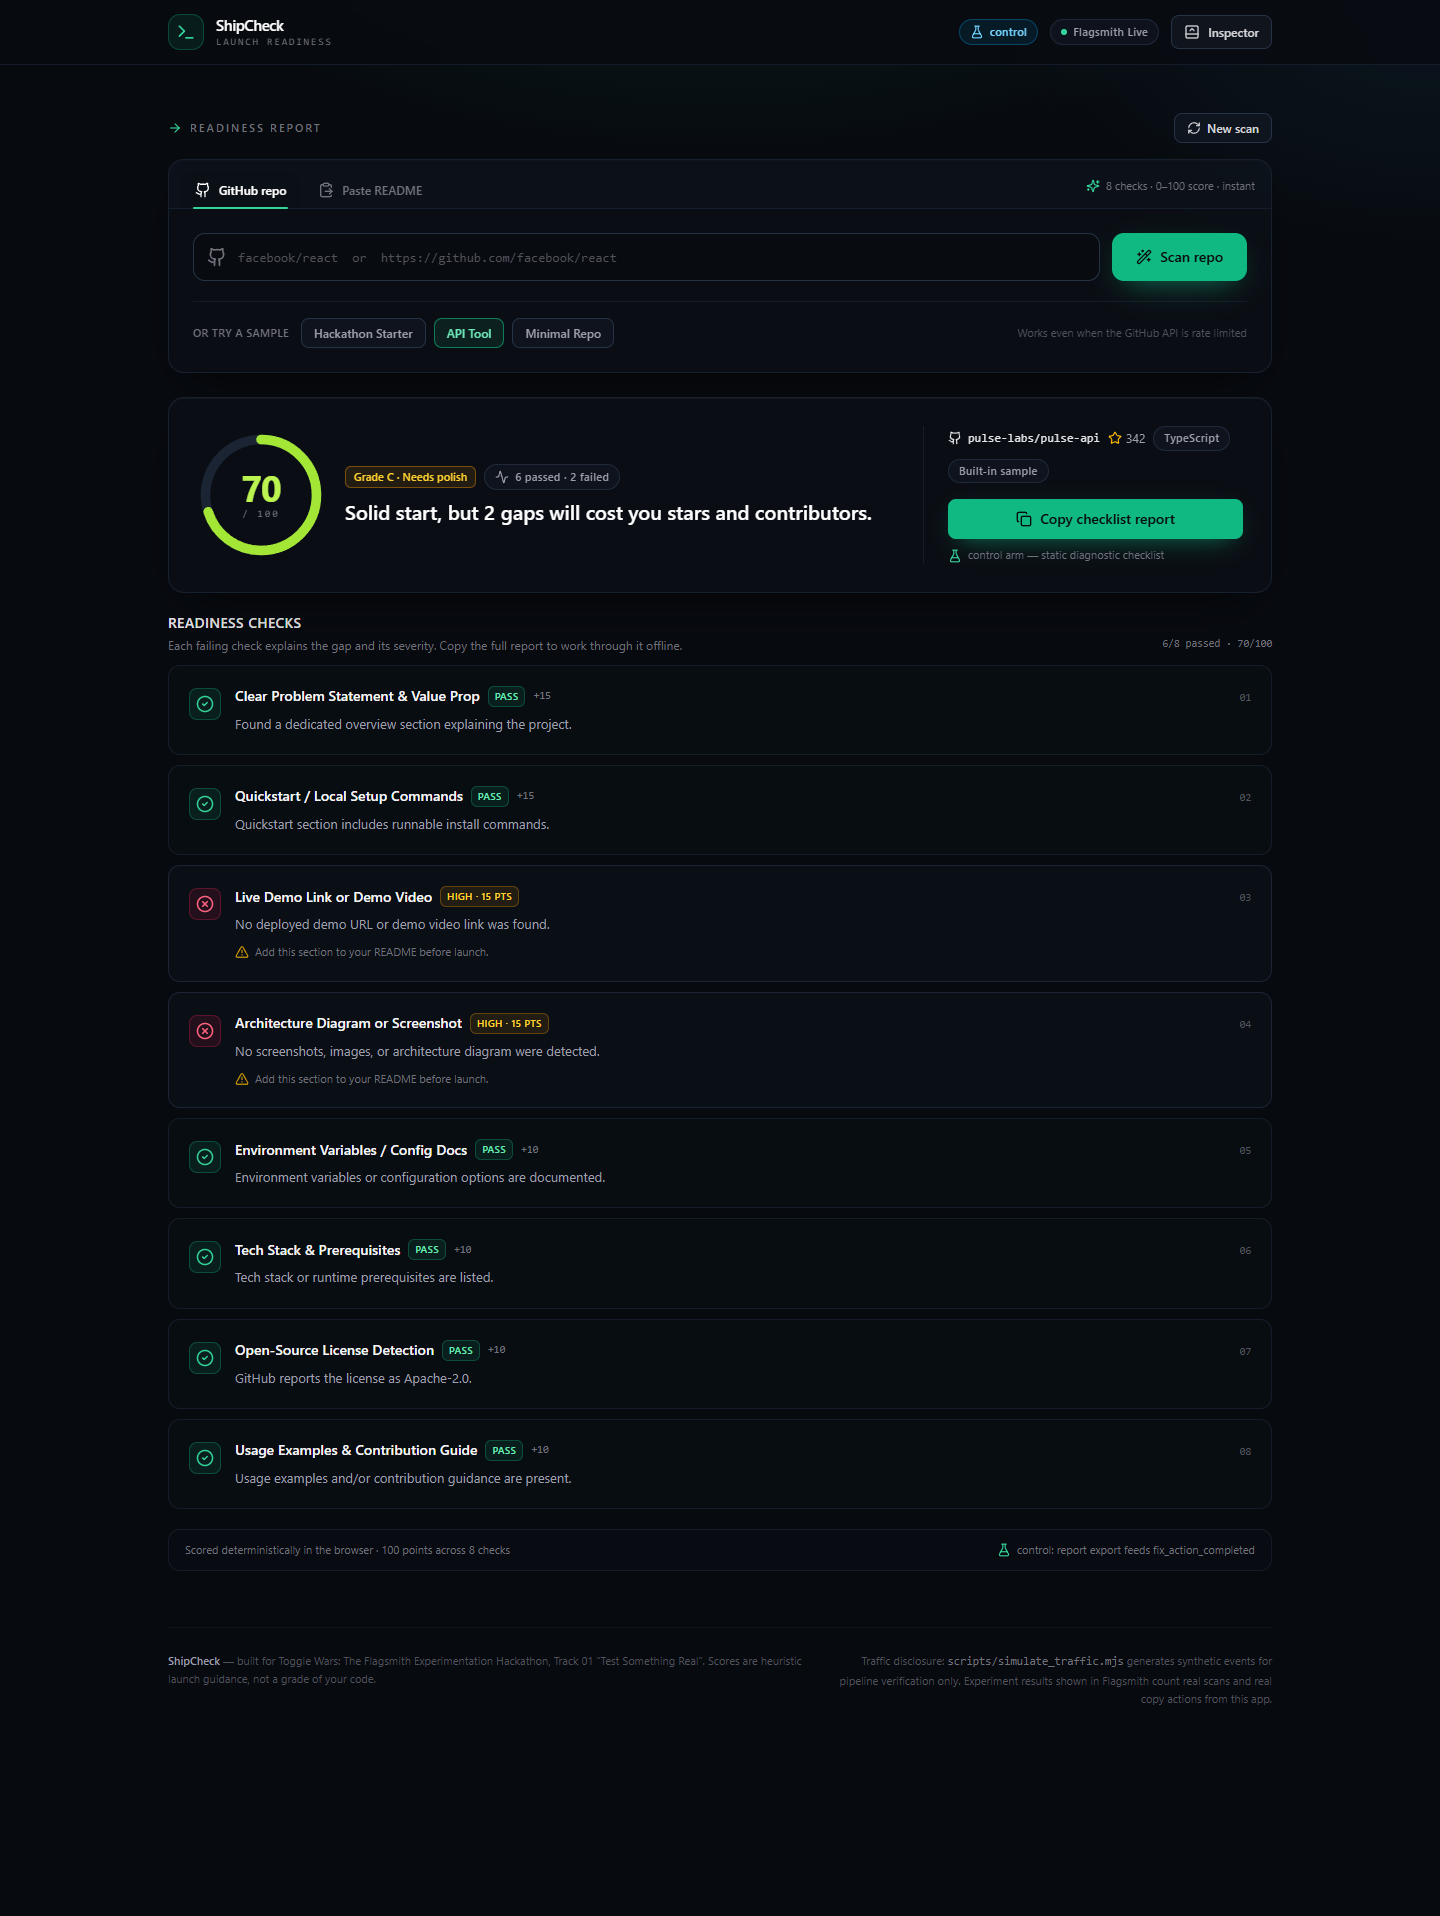 ShipCheck
LAUNCH READINESS
control
Flagsmith Live
Inspector
READINESS REPORT
New scan
GitHub repo
Paste README
8 checks · 0–100 score · instant
facebook/react or https://github.com/facebook/react
Scan repo
OR TRY A SAMPLE
Hackathon Starter
API Tool
Minimal Repo
Works even when the GitHub API is rate limited
70
/ 100
Grade C · Needs polish
6 passed · 2 failed
Solid start, but 2 gaps will cost you stars and contributors.
pulse-labs/pulse-api
342
TypeScript
Built-in sample
Copy checklist report
control arm — static diagnostic checklist
READINESS CHECKS
Each failing check explains the gap and its severity. Copy the full report to work through it offline.
6/8 passed · 70/100
Clear Problem Statement & Value Prop PASS +15
01
Found a dedicated overview section explaining the project.
Quickstart / Local Setup Commands PASS +15
02
Quickstart section includes runnable install commands.
Live Demo Link or Demo Video HIGH · 15 PTS
03
No deployed demo URL or demo video link was found.
Add this section to your README before launch.
Architecture Diagram or Screenshot HIGH · 15 PTS
04
No screenshots, images, or architecture diagram were detected.
Add this section to your README before launch.
Environment Variables / Config Docs PASS +10
05
Environment variables or configuration options are documented.
Tech Stack & Prerequisites PASS +10
06
Tech stack or runtime prerequisites are listed.
Open-Source License Detection PASS +10
07
GitHub reports the license as Apache-2.0.
Usage Examples & Contribution Guide PASS +10
08
Usage examples and/or contribution guidance are present.
Scored deterministically in the browser · 100 points across 8 checks
control: report export feeds fix_action_completed
ShipCheck — built for Toggle Wars: The Flagsmith Experimentation Hackathon, Track 01 "Test Something Real". Scores are heuristic
launch guidance, not a grade of your code.
Traffic disclosure: scripts/simulate_traffic.mjs generates synthetic events for
pipeline verification only. Experiment results shown in Flagsmith count real scans and real
copy actions from this app.